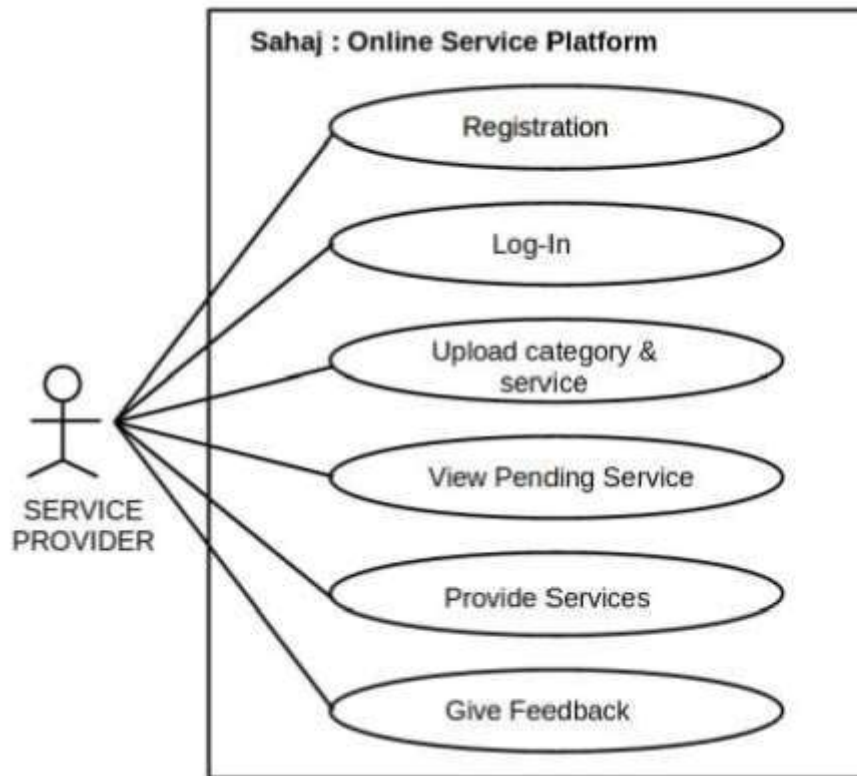 Sahaj : Online Service Platform
Registration
Log-In
Upload category &
service
View Pending Service
SERVICE
PROVIDER
Provide Services
Give Feedback